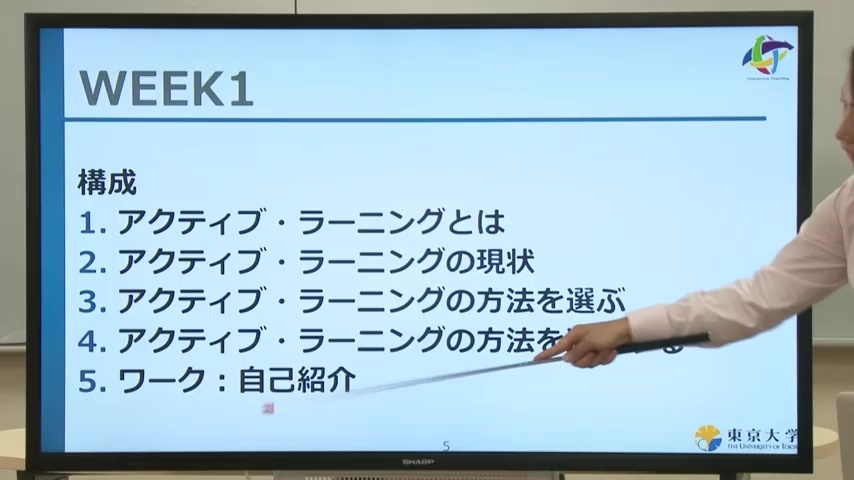 WEEK1
構成
1. アクティブ・ラーニングとは
2. アクティブ・ラーニングの現状
3. アクティブ・ラーニングの方法を選ぶ
4. アクティブ・ラーニングの方法を
5. ワーク：自己紹介
5
Interactive Teaching
東京大学
THE UNIVERSITY OF TOKYO
SHARP